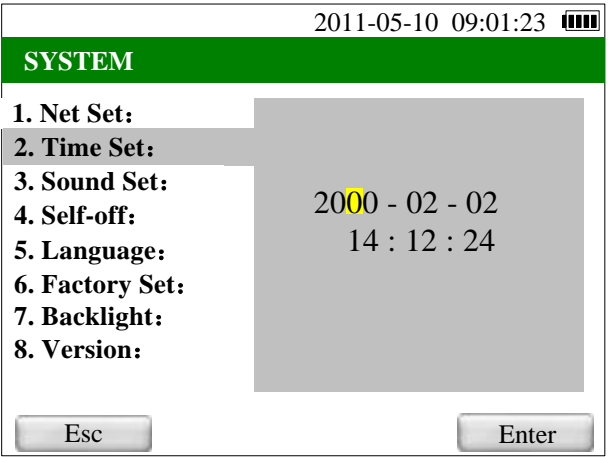 2011-05-10 09:01:23
SYSTEM
1. Net Set：
2. Time Set：
3. Sound Set：
4. Self-off：
5. Language：
6. Factory Set：
7. Backlight：
8. Version：
2000 - 02 - 02
14 : 12 : 24
Esc
Enter